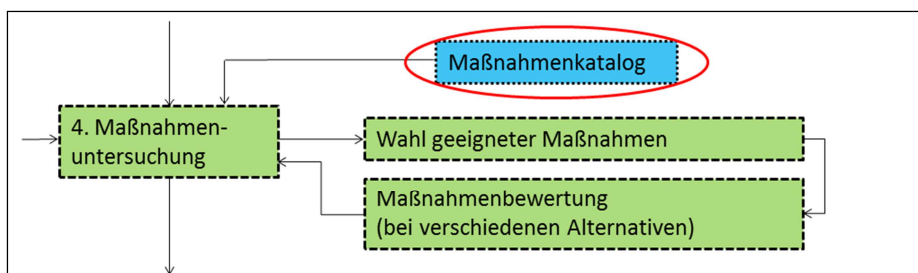 Maßnahmenkatalog
4. Maßnahmen-
untersuchung
Wahl geeigneter Maßnahmen
Maßnahmenbewertung
(bei verschiedenen Alternativen)